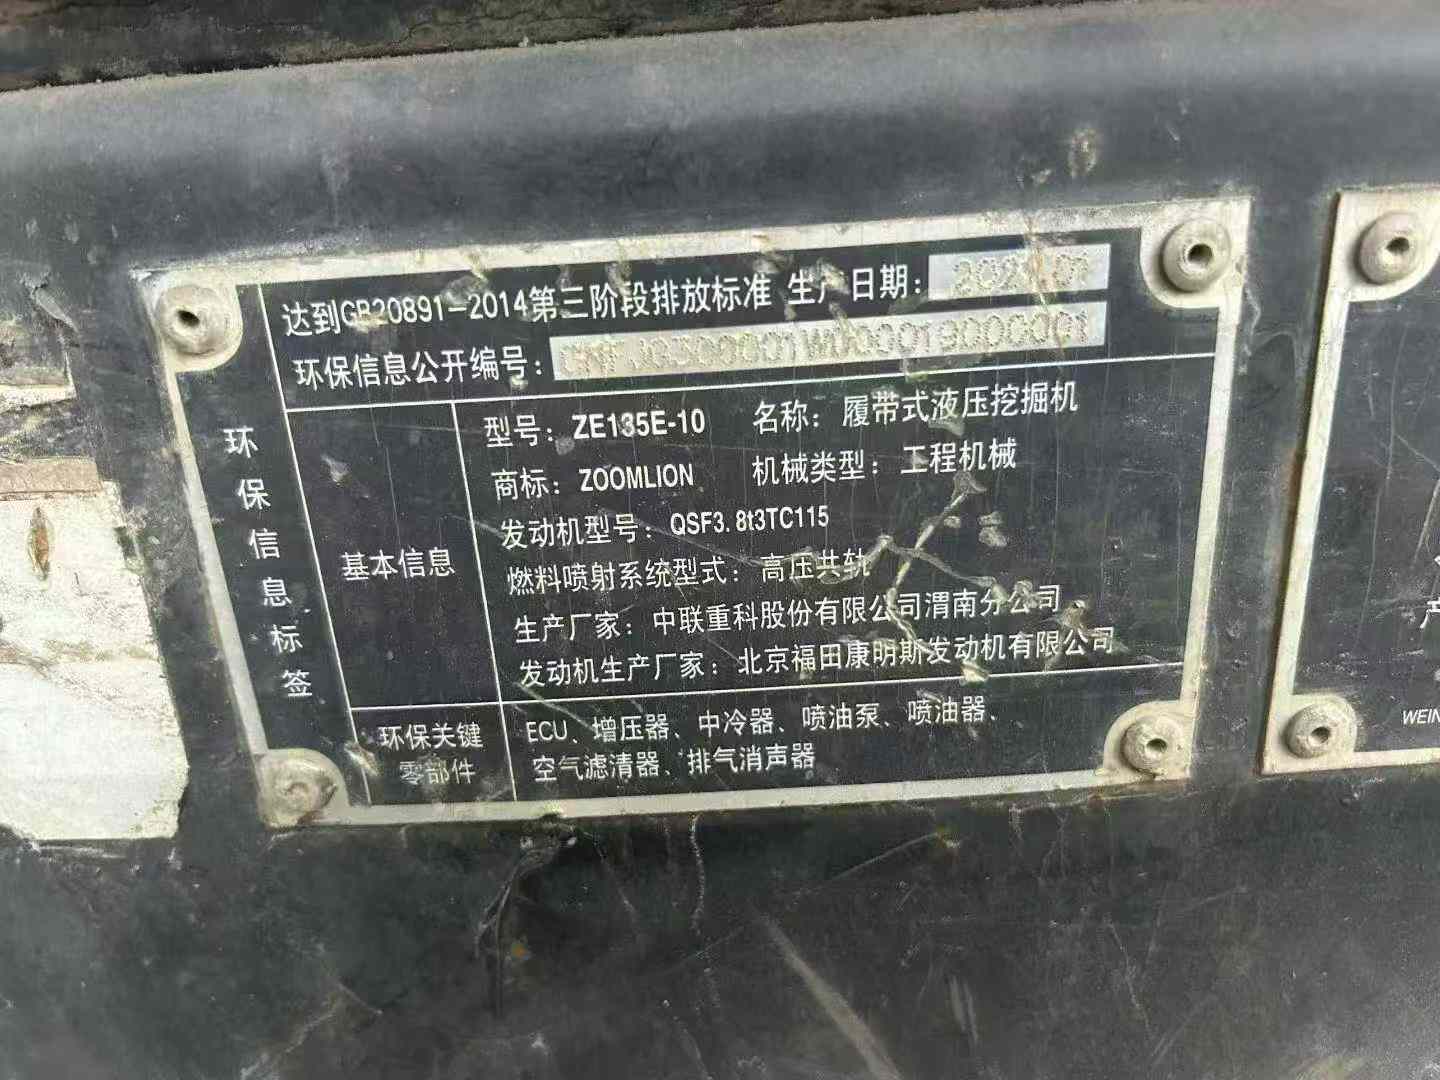 达到GB20891-2014第三阶段排放标准 生产日期：
环保信息公开编号：
环保信息标签
基本信息
型号：ZE135E-10 名称：履带式液压挖掘机
商标：ZOOMLION 机械类型：工程机械
发动机型号：QSF3.8t3TC115
燃料喷射系统型式：高压共轨
生产厂家：中联重科股份有限公司渭南分公司
发动机生产厂家：北京福田康明斯发动机有限公司
环保关键
零部件
ECU、增压器、中冷器、喷油泵、喷油器、
空气滤清器、排气消声器
产
WEIN